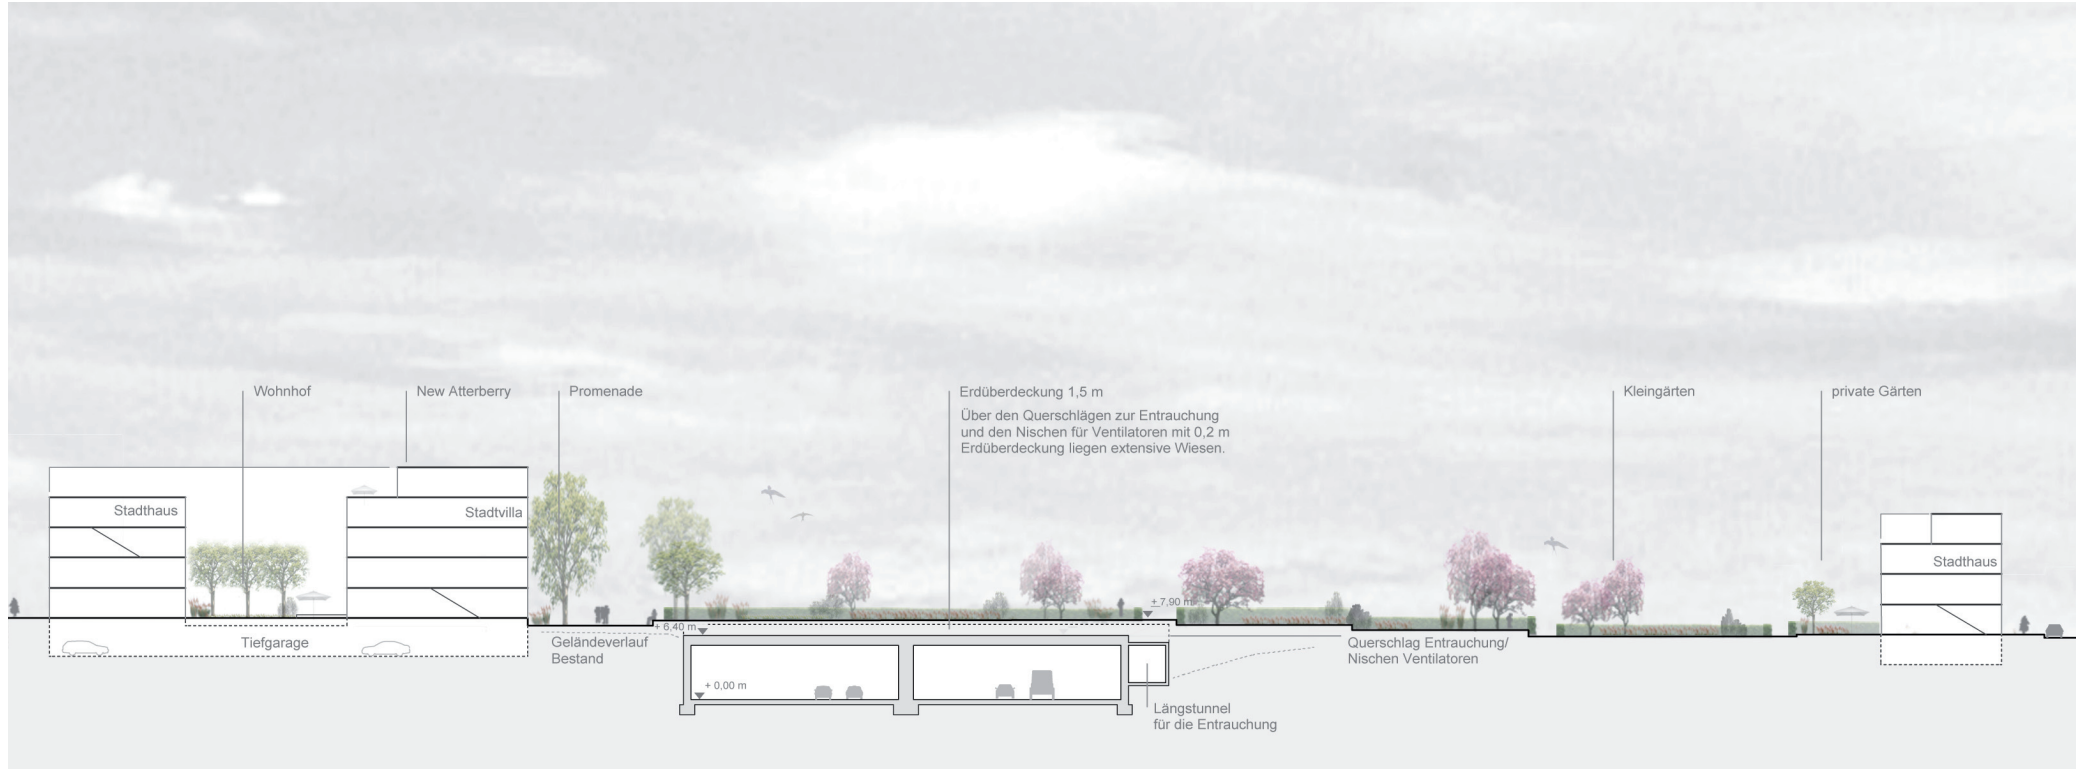 Wohnhof
New Atterberry
Promenade
Erdüberdeckung 1,5 m
Über den Querschlägen zur Entrauchung
und den Nischen für Ventilatoren mit 0,2 m
Erdüberdeckung liegen extensive Wiesen.
Kleingärten
private Gärten
Stadthaus
Stadtvilla
Stadthaus
Tiefgarage
Geländeverlauf
Bestand
+ 6,40 m
+ 7,90 m
+ 0,00 m
Querschlag Entrauchung/
Nischen Ventilatoren
Längstunnel
für die Entrauchung